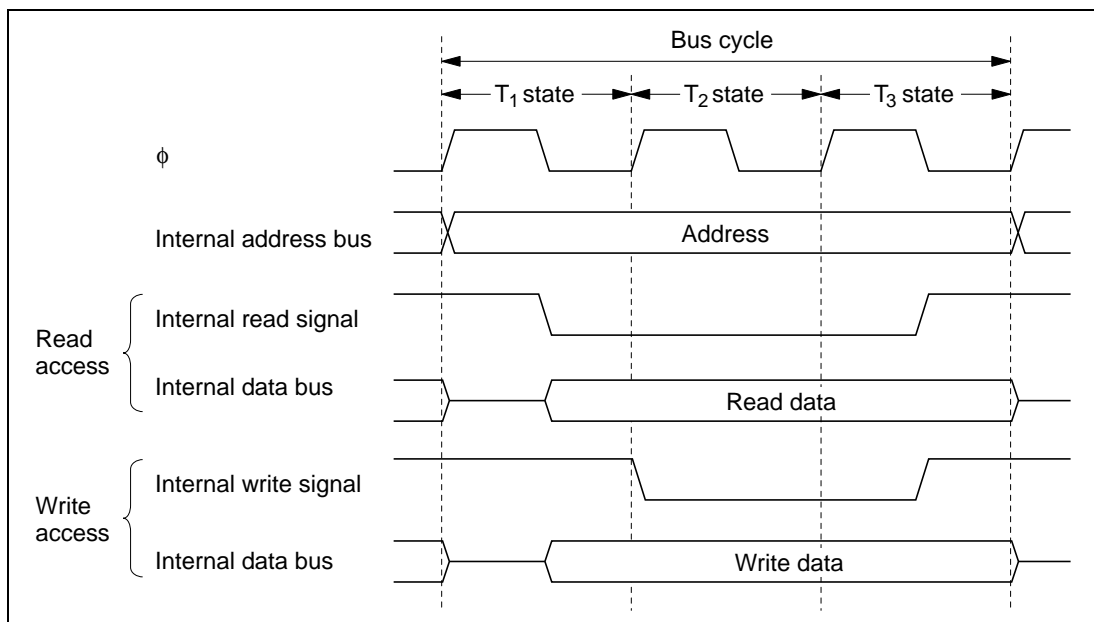 Bus cycle
T₁ state
T₂ state
T₃ state
ϕ
Internal address bus
Address
Read
access
Internal read signal
Internal data bus
Read data
Write
access
Internal write signal
Internal data bus
Write data